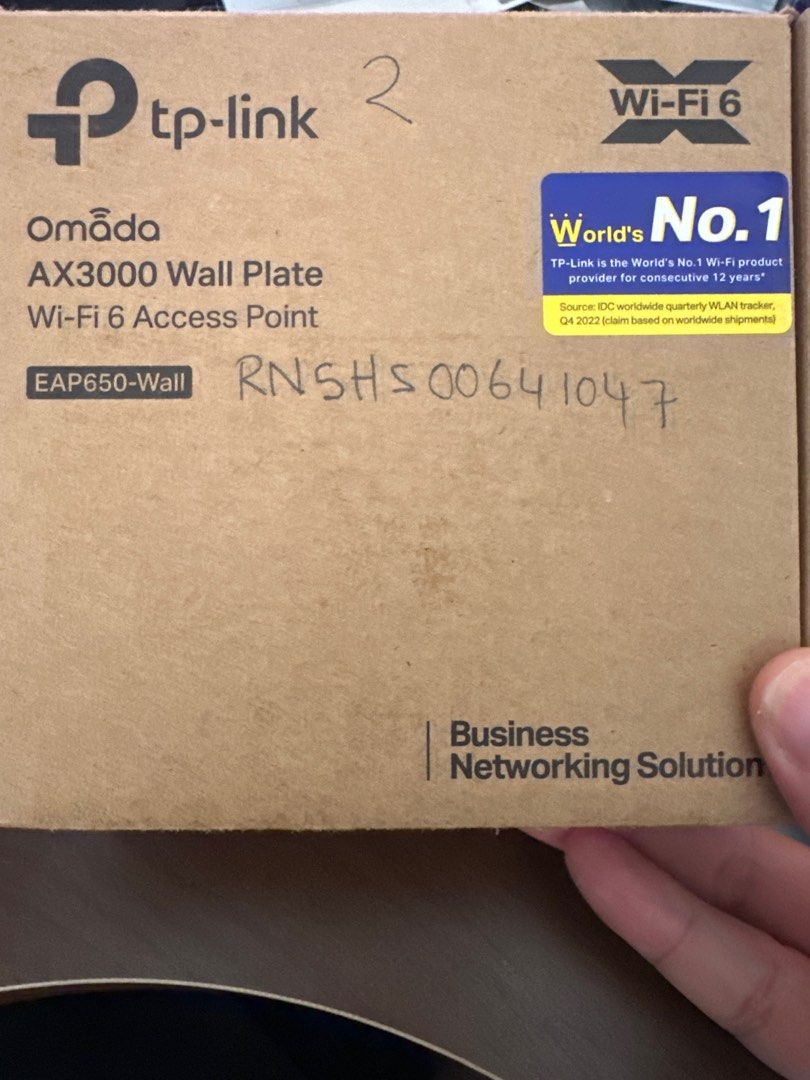 tp-link
2
Wi-Fi 6
omada
AX3000 Wall Plate
Wi-Fi 6 Access Point
EAP650-Wall
RNSHS00641047
World's No.1
TP-Link is the World's No.1 Wi-Fi product
provider for consecutive 12 years*
Source: IDC worldwide quarterly WLAN tracker,
Q4 2022 (claim based on worldwide shipments)
Business
Networking Solution